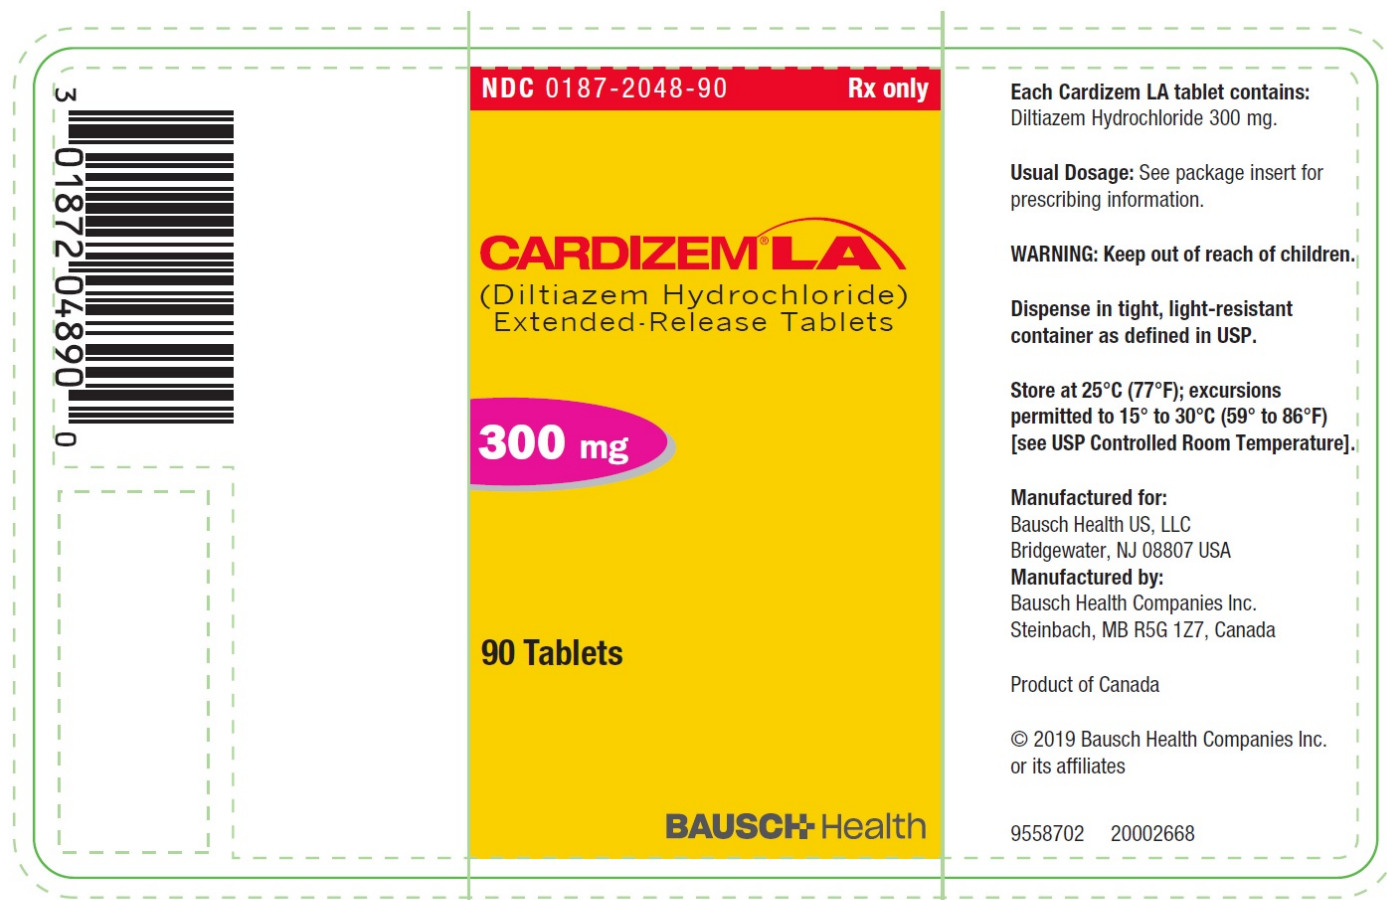 3
0187204890
0
NDC 0187-2048-90 Rx only
CARDIZEM® LA
(Diltiazem Hydrochloride)
Extended-Release Tablets
300 mg
90 Tablets
BAUSCH+Health
Each Cardizem LA tablet contains:
Diltiazem Hydrochloride 300 mg.
Usual Dosage: See package insert for
prescribing information.
WARNING: Keep out of reach of children.
Dispense in tight, light-resistant
container as defined in USP.
Store at 25°C (77°F); excursions
permitted to 15° to 30°C (59° to 86°F)
[see USP Controlled Room Temperature].
Manufactured for:
Bausch Health US, LLC
Bridgewater, NJ 08807 USA
Manufactured by:
Bausch Health Companies Inc.
Steinbach, MB R5G 1Z7, Canada
Product of Canada
© 2019 Bausch Health Companies Inc.
or its affiliates
9558702 20002668